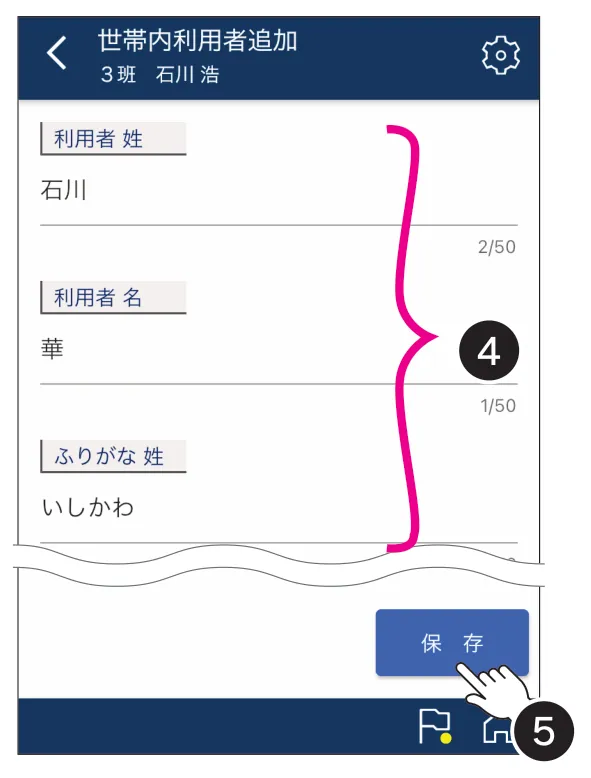 世帯内利用者追加
3班　石川 浩
利用者 姓
石川
2/50
利用者 名
華
④
1/50
ふりがな 姓
いしかわ
保　存
⑤